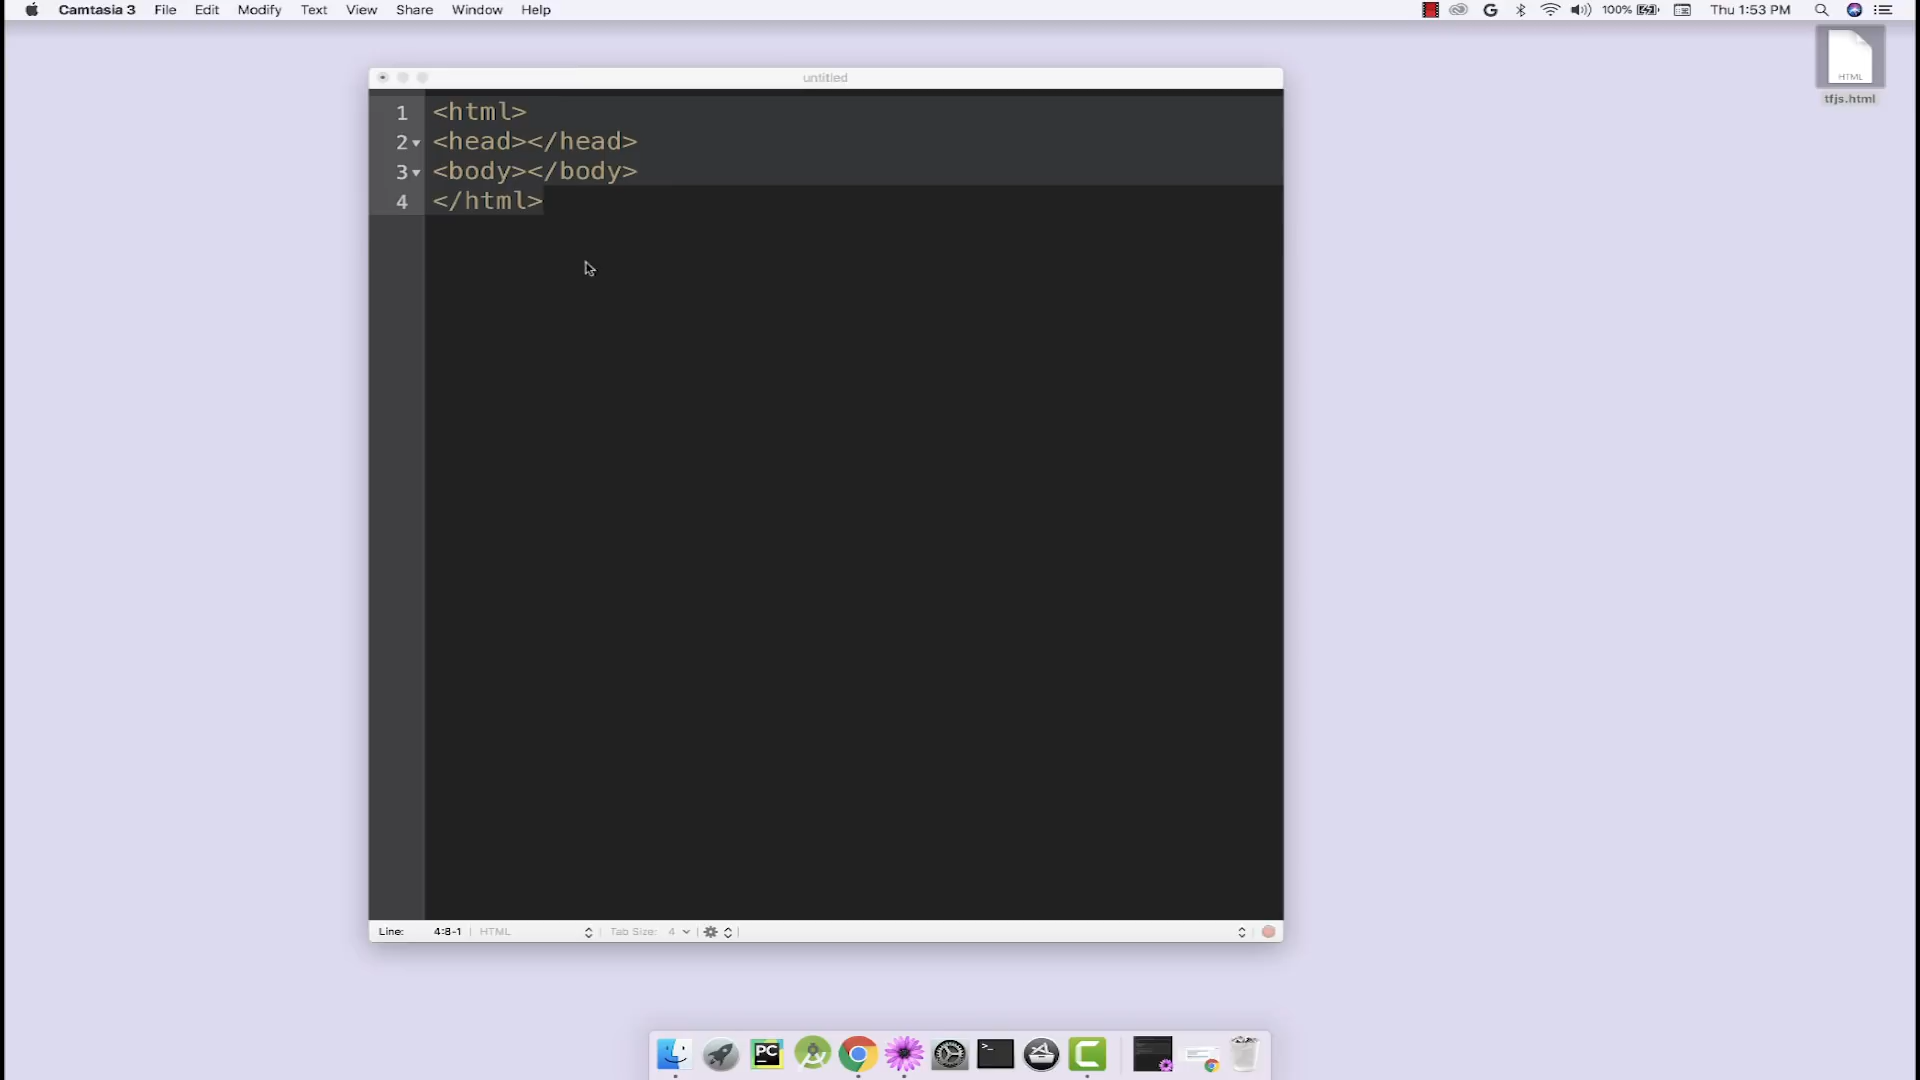 Camtasia 3 File Edit Modify Text View Share Window Help 100% Thu 1:53 PM
HTML
tfjs.html
untitled
1 <html>
2 <head></head>
3 <body></body>
4 </html>
Line: 4:8-1 HTML Tab Size: 4
PC